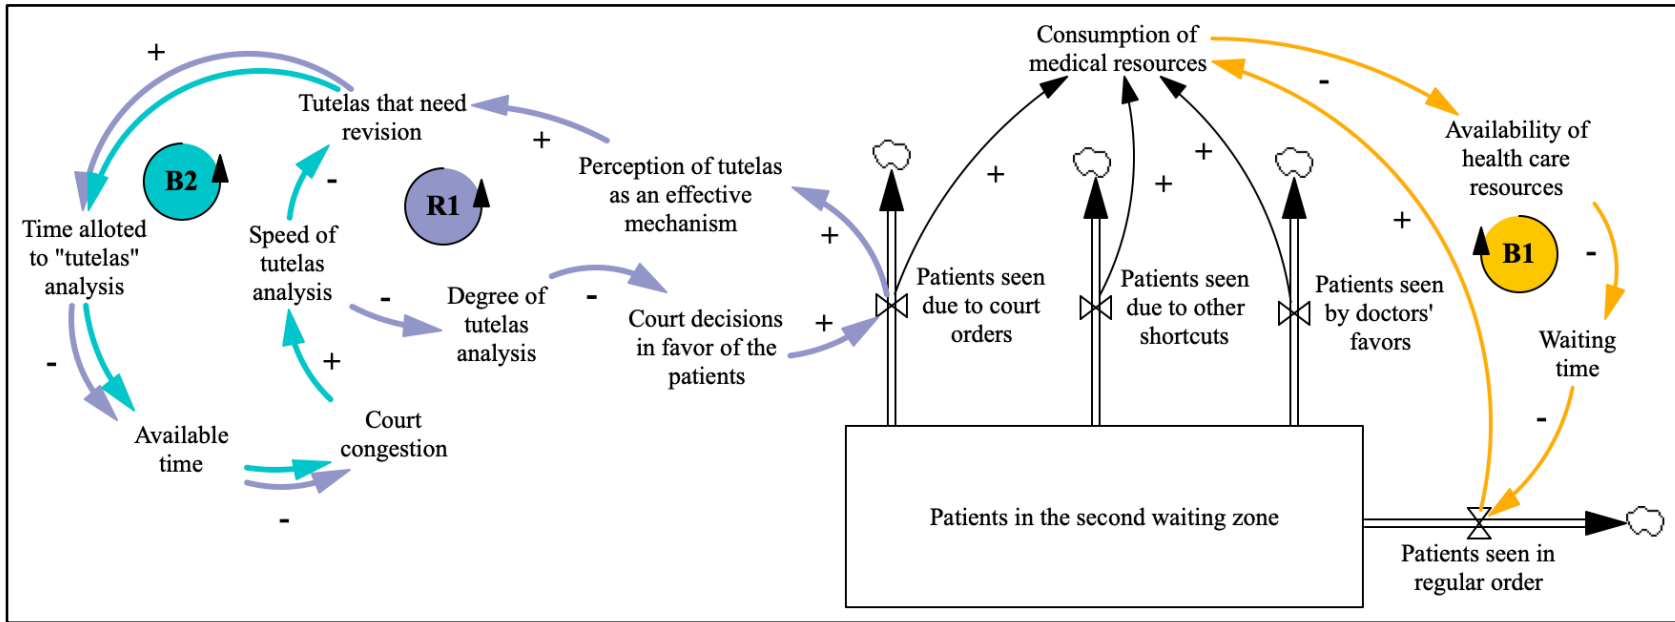 +
Tutelas that need
revision
B2
-
R1
+
Perception of tutelas
as an effective
mechanism
+
Time alloted
to "tutelas"
analysis
Speed of
tutelas
analysis
-
Degree of
tutelas
analysis
-
Court decisions
in favor of the
patients
+
-
+
Available
time
Court
congestion
-
Consumption of
medical resources
-
Availability of
health care
resources
+
+
+
+
B1
-
Patients seen
due to court
orders
Patients seen
due to other
shortcuts
Patients seen
by doctors'
favors
Waiting
time
-
Patients in the second waiting zone
Patients seen in
regular order